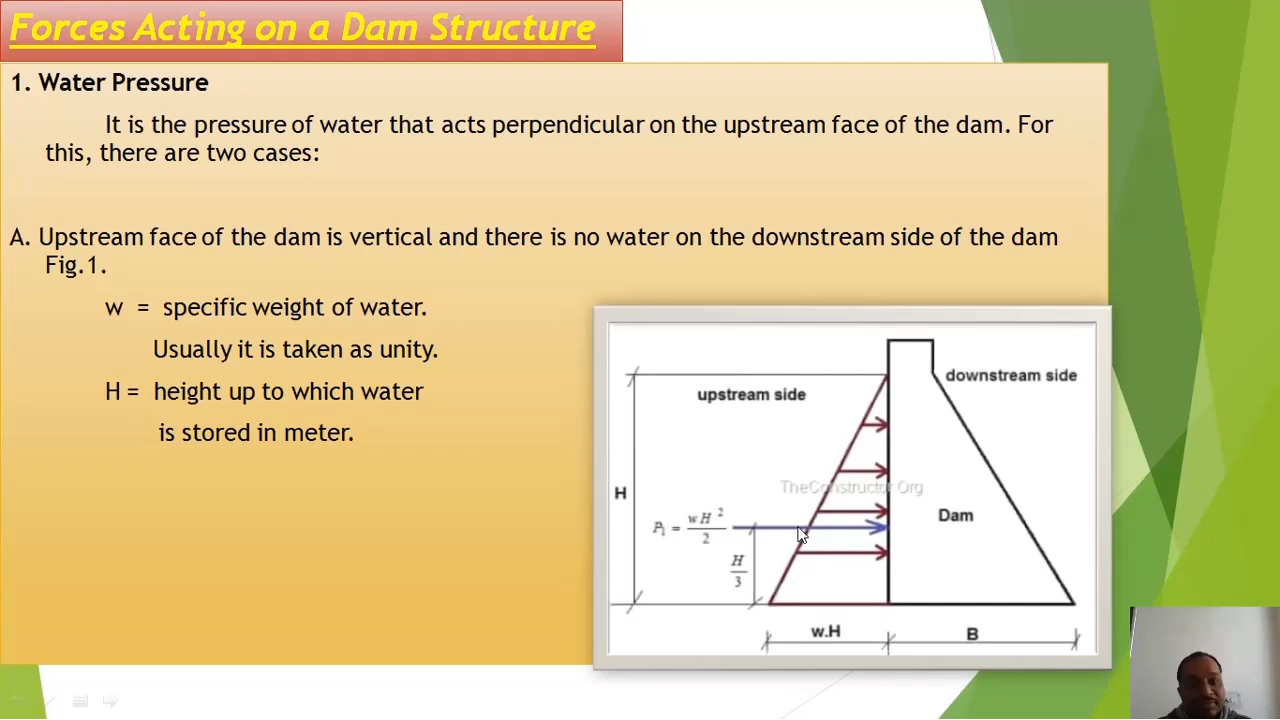 Forces Acting on a Dam Structure
1. Water Pressure
It is the pressure of water that acts perpendicular on the upstream face of the dam. For
this, there are two cases:
A. Upstream face of the dam is vertical and there is no water on the downstream side of the dam
Fig.1.
w = specific weight of water.
Usually it is taken as unity.
H = height up to which water
is stored in meter.
upstream side
downstream side
TheConstructor.Org
H
P₁ = wH²/2
H/3
Dam
w.H
B